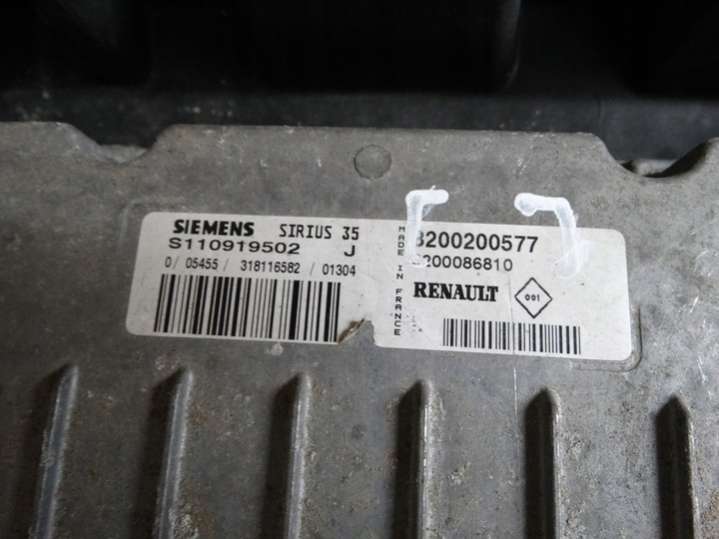 SIEMENS SIRIUS 35
S110919502 J
0/ 05455/ 318116582 /01304
MADE IN FRANCE
8200200577
8200086810
RENAULT
001